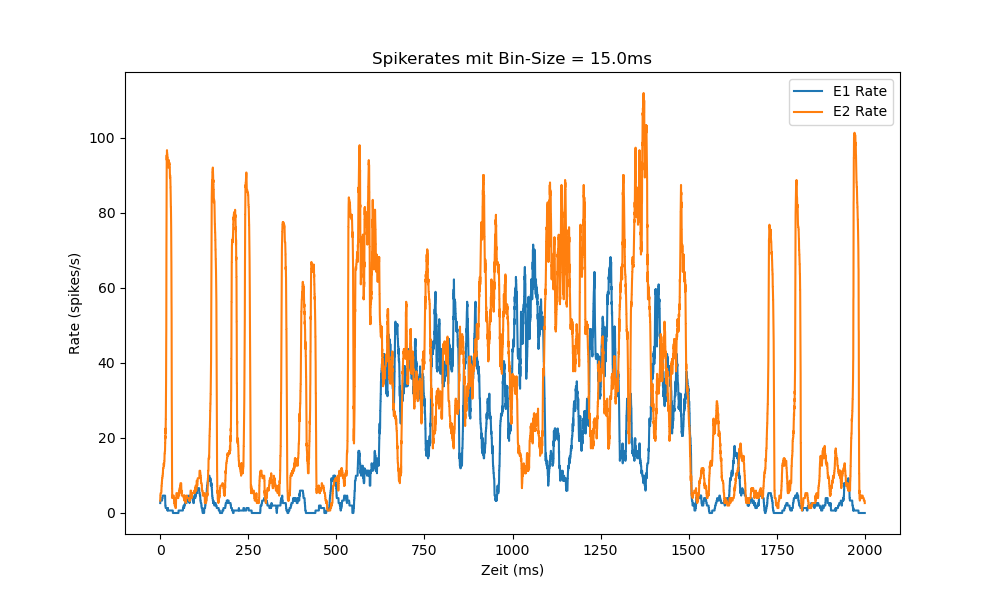 Spikerates mit Bin-Size = 15.0ms
E1 Rate
E2 Rate
Rate (spikes/s)
100
80
60
40
20
0
0 250 500 750 1000 1250 1500 1750 2000
Zeit (ms)